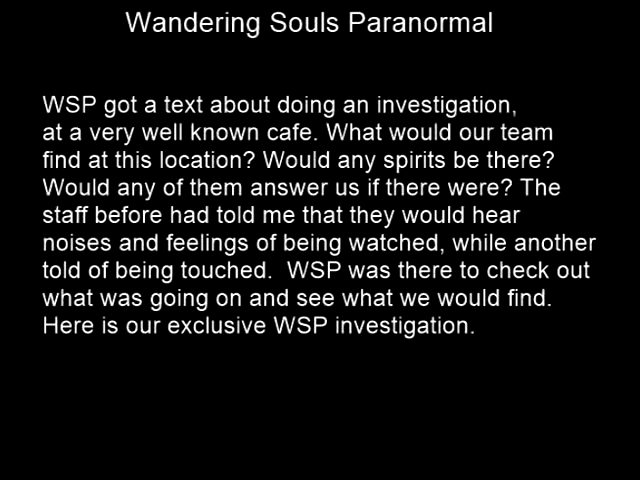 Wandering Souls Paranormal
WSP got a text about doing an investigation,
at a very well known cafe. What would our team
find at this location? Would any spirits be there?
Would any of them answer us if there were? The
staff before had told me that they would hear
noises and feelings of being watched, while another
told of being touched.  WSP was there to check out
what was going on and see what we would find.
Here is our exclusive WSP investigation.